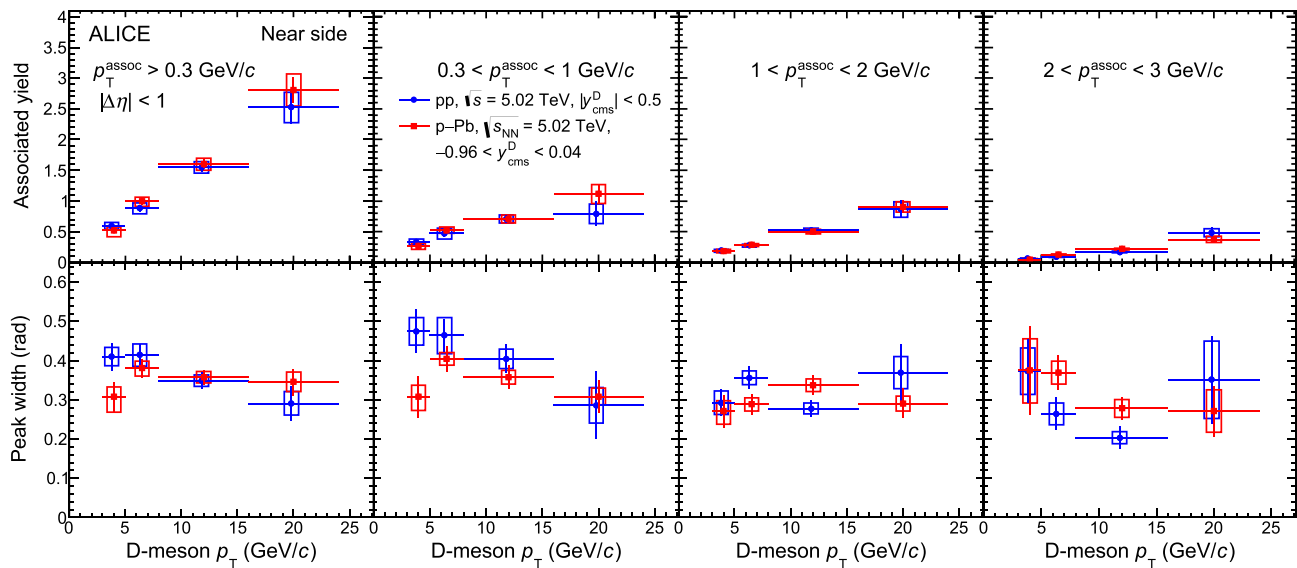 ALICE Near side
p_T^assoc > 0.3 GeV/c
|Δη| < 1
0.3 < p_T^assoc < 1 GeV/c
pp, √s = 5.02 TeV, |y_cms^D| < 0.5
p–Pb, √s_NN = 5.02 TeV,
–0.96 < y_cms^D < 0.04
1 < p_T^assoc < 2 GeV/c
2 < p_T^assoc < 3 GeV/c
Associated yield
4
3.5
3
2.5
2
1.5
1
0.5
0
Peak width (rad)
0.6
0.5
0.4
0.3
0.2
0.1
0
0 5 10 15 20 25
0 5 10 15 20 25
0 5 10 15 20 25
0 5 10 15 20 25
D-meson p_T (GeV/c)
D-meson p_T (GeV/c)
D-meson p_T (GeV/c)
D-meson p_T (GeV/c)